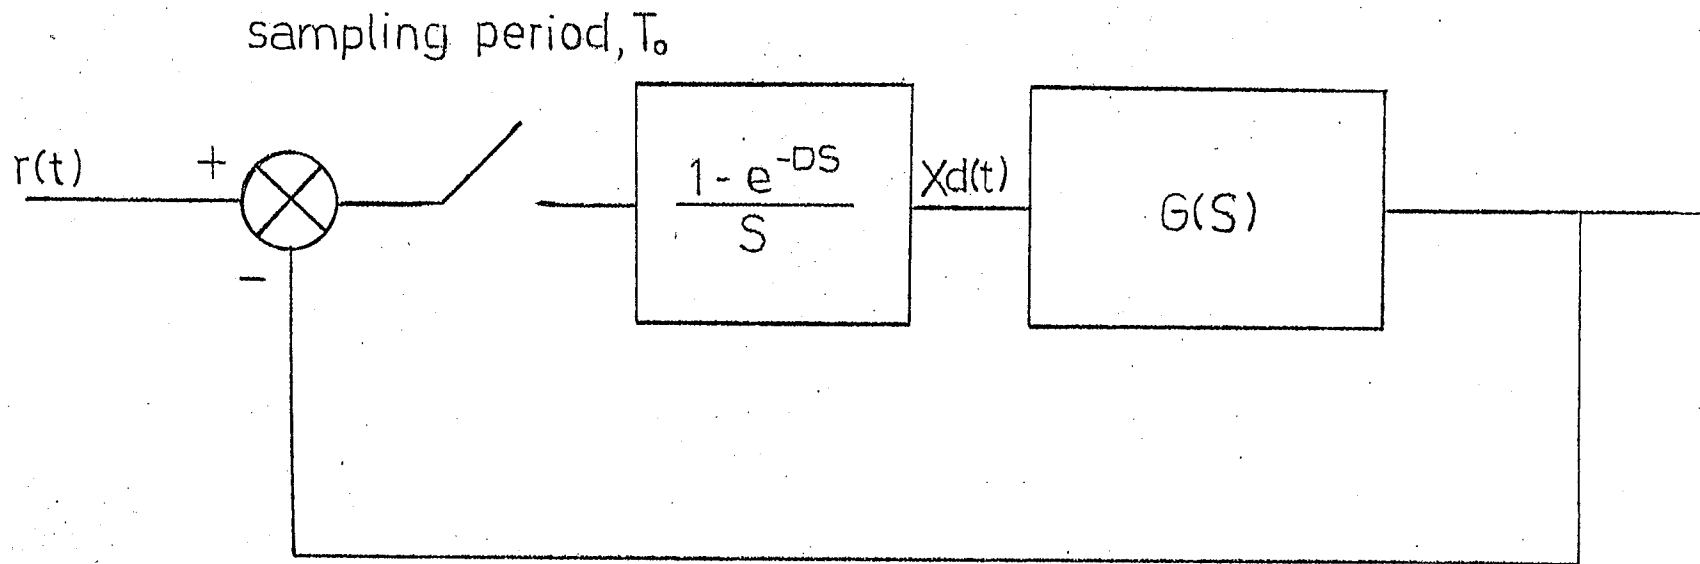 sampling period, T₀
r(t)
+
-
1 - e^-DS
S
Xd(t)
G(S)